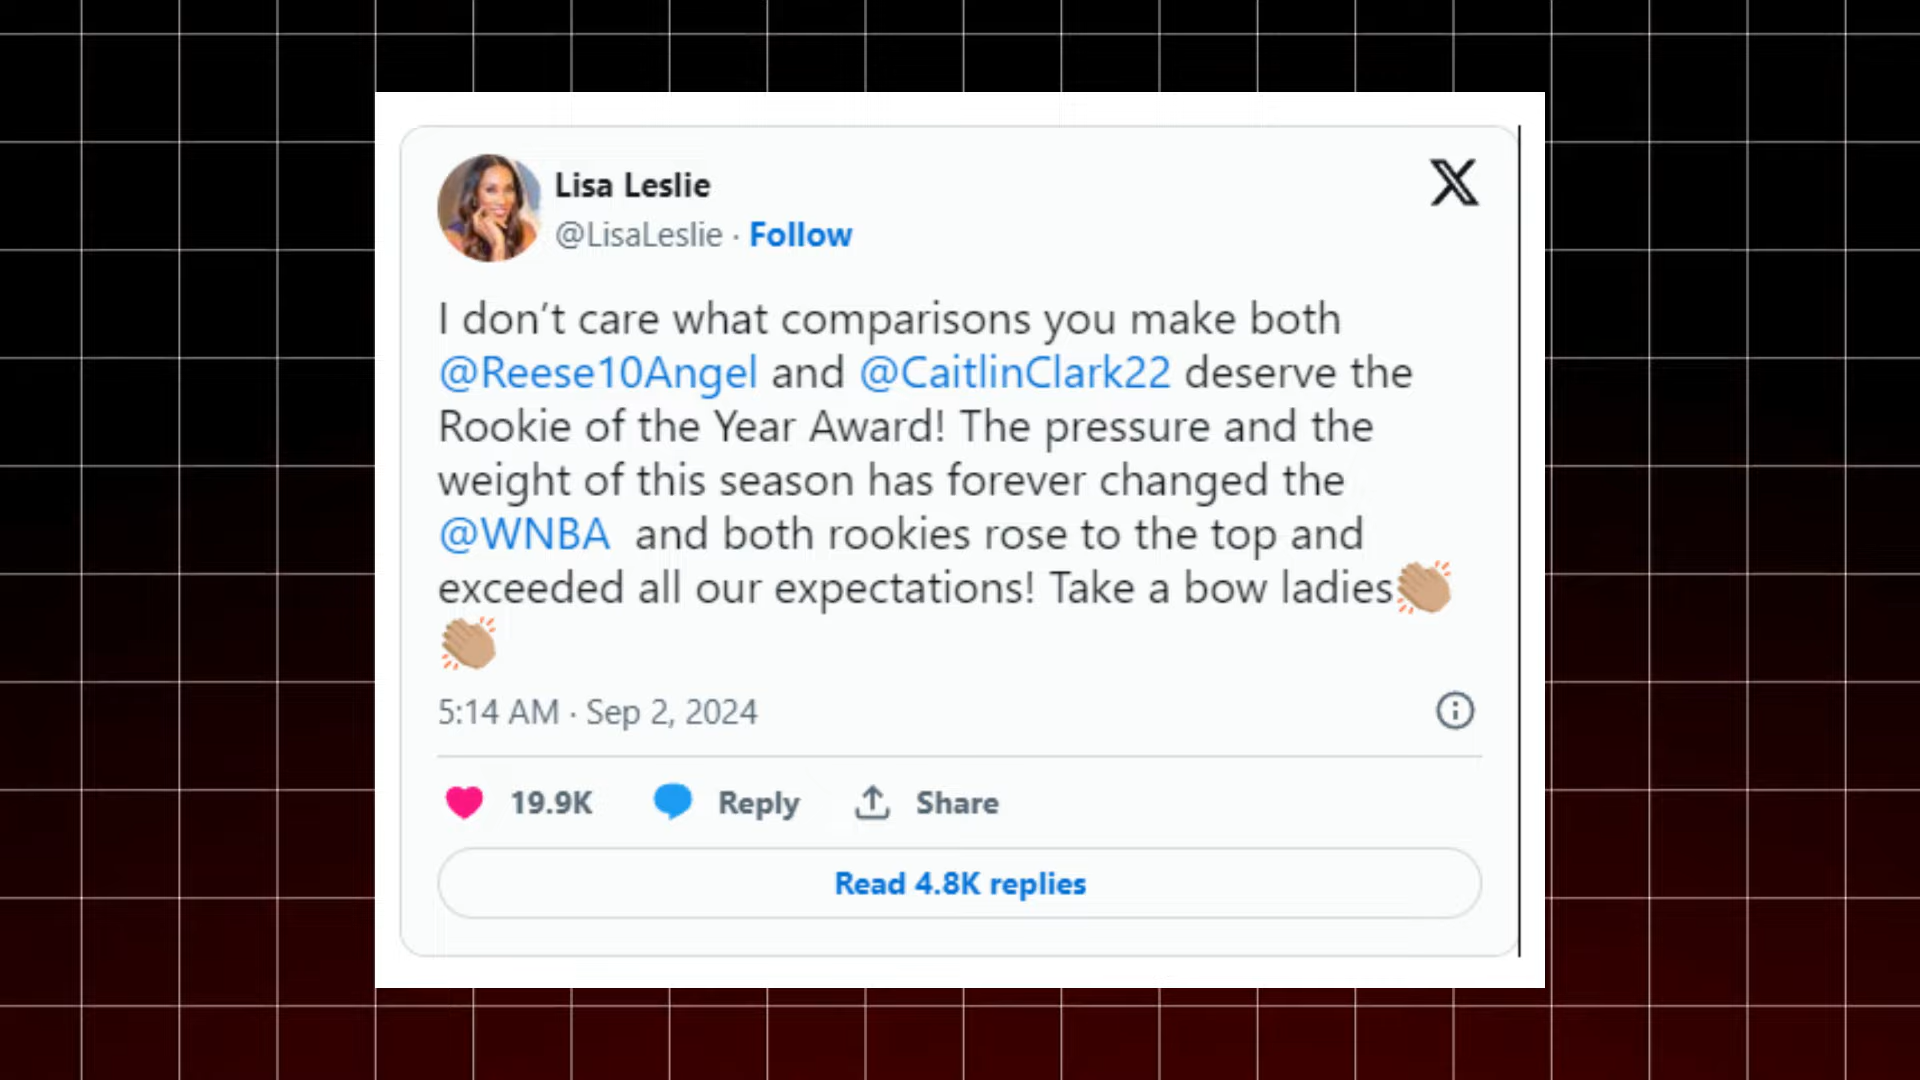 Lisa Leslie
@LisaLeslie · Follow
I don’t care what comparisons you make both
@Reese10Angel and @CaitlinClark22 deserve the
Rookie of the Year Award! The pressure and the
weight of this season has forever changed the
@WNBA  and both rookies rose to the top and
exceeded all our expectations! Take a bow ladies👏🏽
👏🏽
5:14 AM · Sep 2, 2024
19.9K Reply Share
Read 4.8K replies